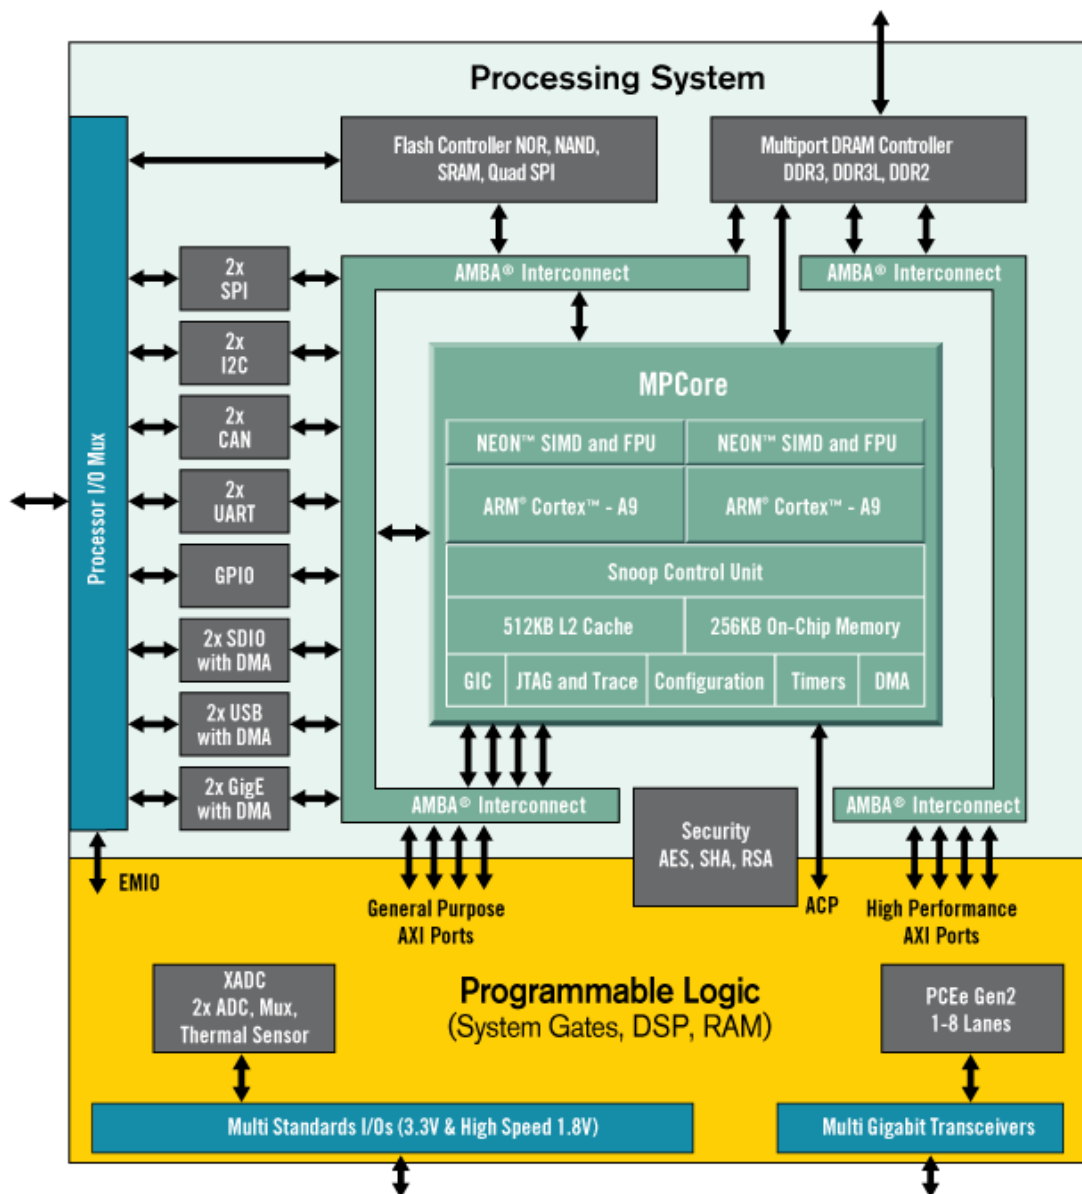 Processing System
Flash Controller NOR, NAND,
SRAM, Quad SPI
Multiport DRAM Controller
DDR3, DDR3L, DDR2
AMBA® Interconnect
AMBA® Interconnect
Processor I/O Mux
2x
SPI
2x
I2C
2x
CAN
2x
UART
GPIO
2x SDIO
with DMA
2x USB
with DMA
2x GigE
with DMA
MPCore
NEON™ SIMD and FPU
NEON™ SIMD and FPU
ARM® Cortex™ - A9
ARM® Cortex™ - A9
Snoop Control Unit
512KB L2 Cache
256KB On-Chip Memory
GIC
JTAG and Trace
Configuration
Timers
DMA
AMBA® Interconnect
AMBA® Interconnect
Security
AES, SHA, RSA
EMIO
General Purpose
AXI Ports
ACP
High Performance
AXI Ports
XADC
2x ADC, Mux,
Thermal Sensor
Programmable Logic
(System Gates, DSP, RAM)
PCEe Gen2
1-8 Lanes
Multi Standards I/Os (3.3V & High Speed 1.8V)
Multi Gigabit Transceivers